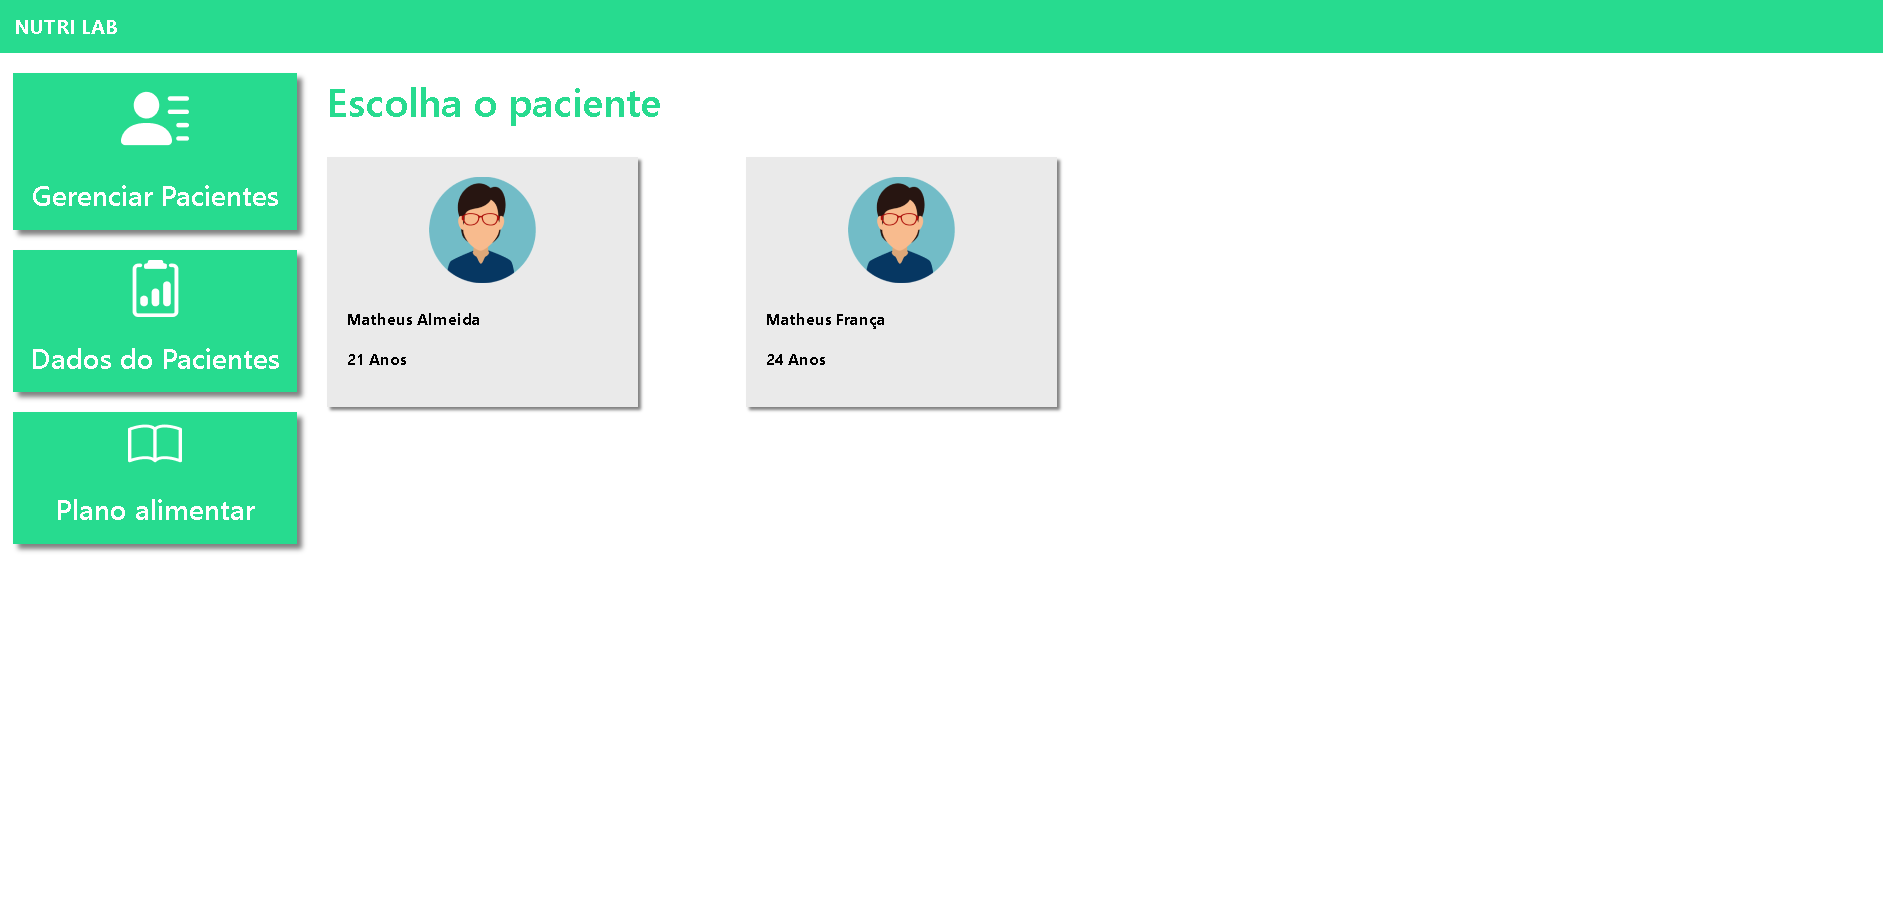 NUTRI LAB
Gerenciar Pacientes
Dados do Pacientes
Plano alimentar
Escolha o paciente
Matheus Almeida
21 Anos
Matheus França
24 Anos